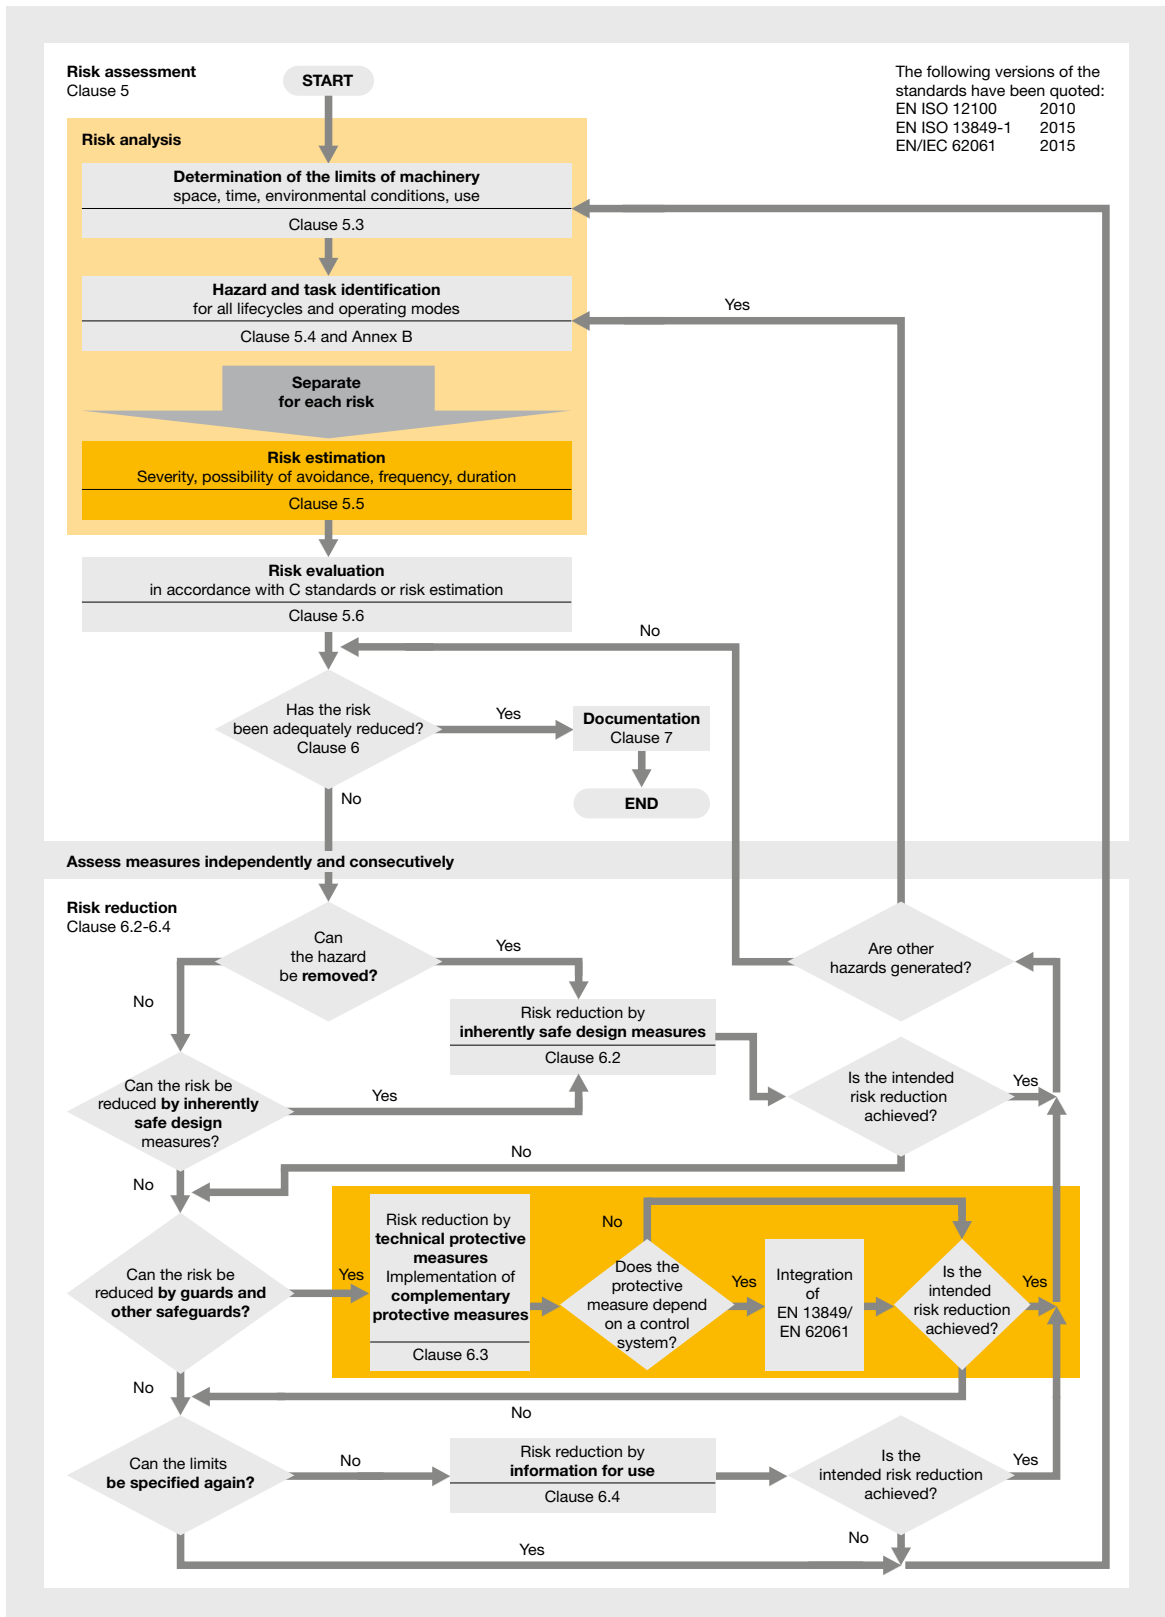 Risk assessment
Clause 5
START
The following versions of the
standards have been quoted:
EN ISO 12100 2010
EN ISO 13849-1 2015
EN/IEC 62061 2015
Risk analysis
Determination of the limits of machinery
space, time, environmental conditions, use
Clause 5.3
Hazard and task identification
for all lifecycles and operating modes
Clause 5.4 and Annex B
Yes
Separate
for each risk
Risk estimation
Severity, possibility of avoidance, frequency, duration
Clause 5.5
Risk evaluation
in accordance with C standards or risk estimation
Clause 5.6
No
Has the risk
been adequately reduced?
Clause 6
Yes
Documentation
Clause 7
END
No
Assess measures independently and consecutively
Risk reduction
Clause 6.2-6.4
Can
the hazard
be removed?
Yes
No
Are other
hazards generated?
Risk reduction by
inherently safe design measures
Clause 6.2
Can the risk be
reduced by inherently
safe design
measures?
Yes
Is the intended
risk reduction
achieved?
Yes
No
No
Can the risk be
reduced by guards and
other safeguards?
Yes
Risk reduction by
technical protective
measures
Implementation of
complementary
protective measures
Clause 6.3
No
Does the
protective
measure depend
on a control
system?
Yes
Integration
of
EN 13849/
EN 62061
Is the
intended
risk reduction
achieved?
Yes
No
No
Can the limits
be specified again?
No
Risk reduction by
information for use
Clause 6.4
Is the
intended risk reduction
achieved?
Yes
No
Yes